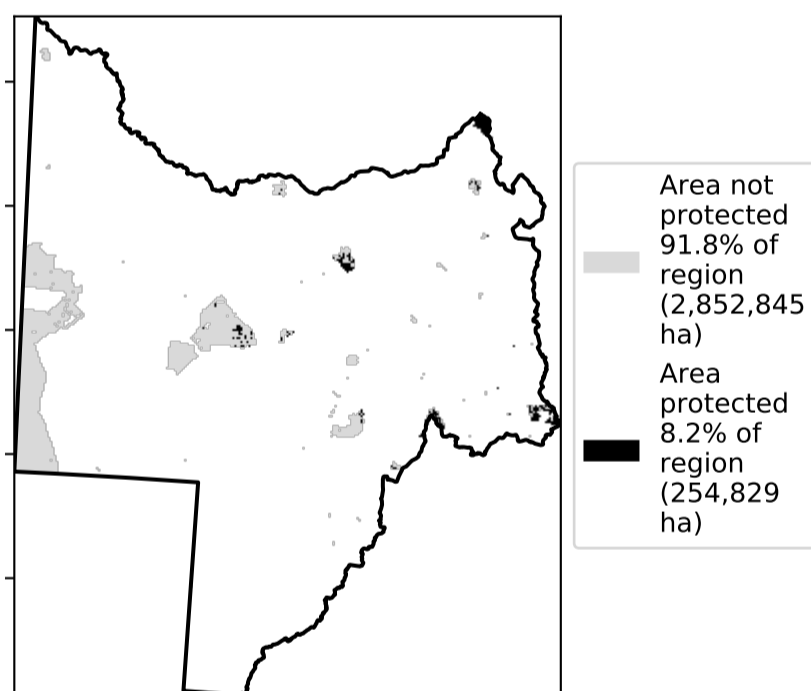 Area not
protected
91.8% of
region
(2,852,845
ha)
Area
protected
8.2% of
region
(254,829
ha)